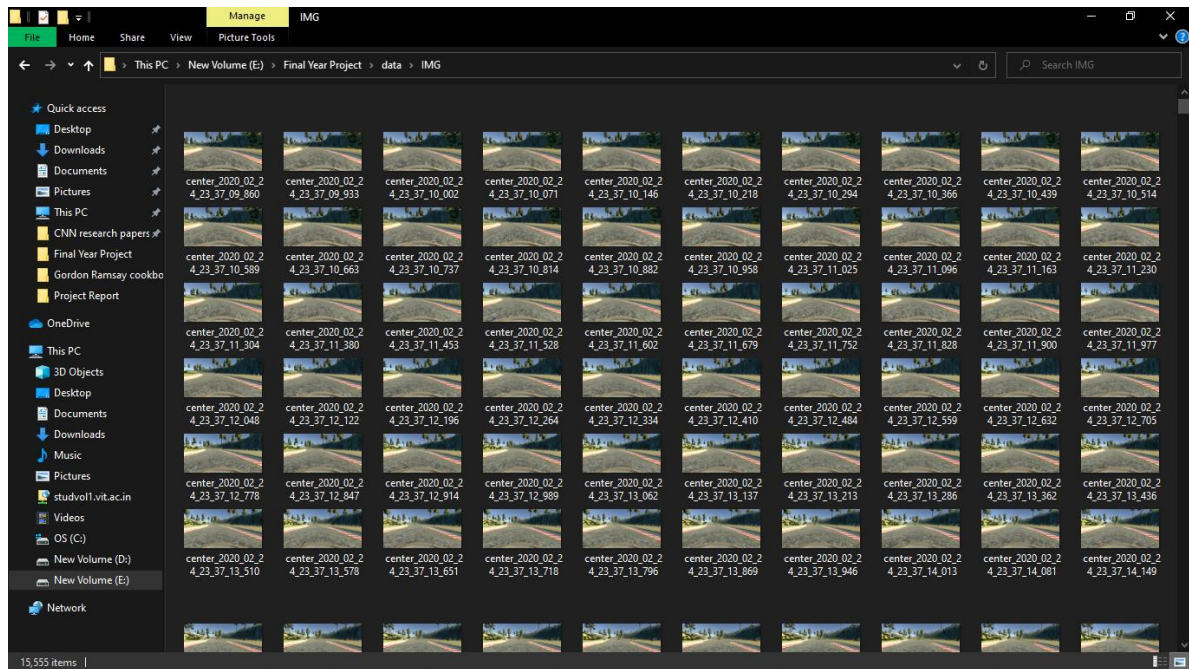 Manage IMG
File Home Share View Picture Tools
This PC > New Volume (E:) > Final Year Project > data > IMG
Search IMG
Quick access
Desktop
Downloads
Documents
Pictures
This PC
CNN research papers
Final Year Project
Gordon Ramsay cookbo
Project Report
OneDrive
This PC
3D Objects
Desktop
Documents
Downloads
Music
Pictures
studvol1.vit.ac.in
Videos
OS (C:)
New Volume (D:)
New Volume (E:)
Network
center_2020_02_2 center_2020_02_2 center_2020_02_2 center_2020_02_2 center_2020_02_2 center_2020_02_2 center_2020_02_2 center_2020_02_2 center_2020_02_2 center_2020_02_2
4_23_37_09_860 4_23_37_09_933 4_23_37_10_002 4_23_37_10_071 4_23_37_10_146 4_23_37_10_218 4_23_37_10_294 4_23_37_10_366 4_23_37_10_439 4_23_37_10_514
center_2020_02_2 center_2020_02_2 center_2020_02_2 center_2020_02_2 center_2020_02_2 center_2020_02_2 center_2020_02_2 center_2020_02_2 center_2020_02_2 center_2020_02_2
4_23_37_10_589 4_23_37_10_663 4_23_37_10_737 4_23_37_10_814 4_23_37_10_882 4_23_37_10_958 4_23_37_11_025 4_23_37_11_096 4_23_37_11_163 4_23_37_11_230
center_2020_02_2 center_2020_02_2 center_2020_02_2 center_2020_02_2 center_2020_02_2 center_2020_02_2 center_2020_02_2 center_2020_02_2 center_2020_02_2 center_2020_02_2
4_23_37_11_304 4_23_37_11_380 4_23_37_11_453 4_23_37_11_528 4_23_37_11_602 4_23_37_11_679 4_23_37_11_752 4_23_37_11_828 4_23_37_11_900 4_23_37_11_977
center_2020_02_2 center_2020_02_2 center_2020_02_2 center_2020_02_2 center_2020_02_2 center_2020_02_2 center_2020_02_2 center_2020_02_2 center_2020_02_2 center_2020_02_2
4_23_37_12_048 4_23_37_12_122 4_23_37_12_196 4_23_37_12_264 4_23_37_12_334 4_23_37_12_410 4_23_37_12_484 4_23_37_12_559 4_23_37_12_632 4_23_37_12_705
center_2020_02_2 center_2020_02_2 center_2020_02_2 center_2020_02_2 center_2020_02_2 center_2020_02_2 center_2020_02_2 center_2020_02_2 center_2020_02_2 center_2020_02_2
4_23_37_12_778 4_23_37_12_847 4_23_37_12_914 4_23_37_12_989 4_23_37_13_062 4_23_37_13_137 4_23_37_13_213 4_23_37_13_286 4_23_37_13_362 4_23_37_13_436
center_2020_02_2 center_2020_02_2 center_2020_02_2 center_2020_02_2 center_2020_02_2 center_2020_02_2 center_2020_02_2 center_2020_02_2 center_2020_02_2 center_2020_02_2
4_23_37_13_510 4_23_37_13_578 4_23_37_13_651 4_23_37_13_718 4_23_37_13_796 4_23_37_13_869 4_23_37_13_946 4_23_37_14_013 4_23_37_14_081 4_23_37_14_149
15,555 items